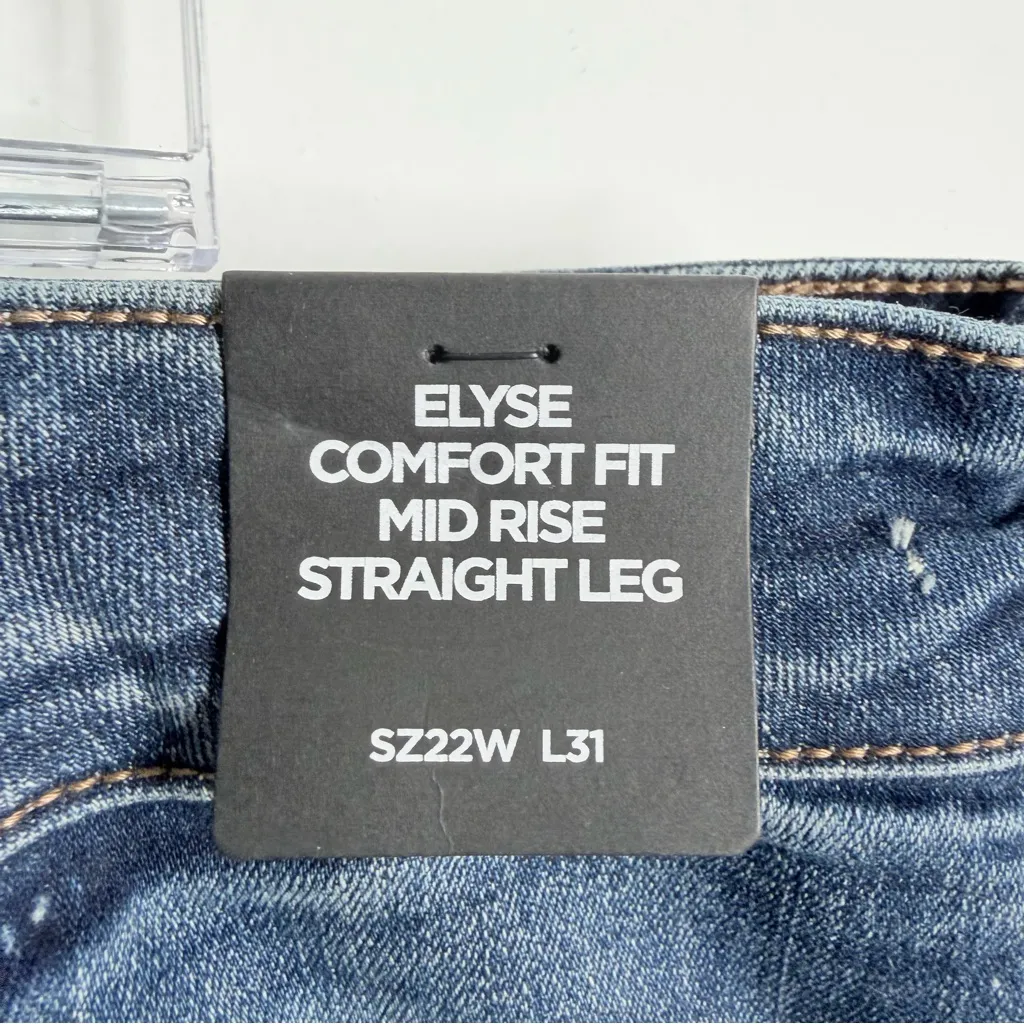 ELYSE
COMFORT FIT
MID RISE
STRAIGHT LEG
SZ22W L31